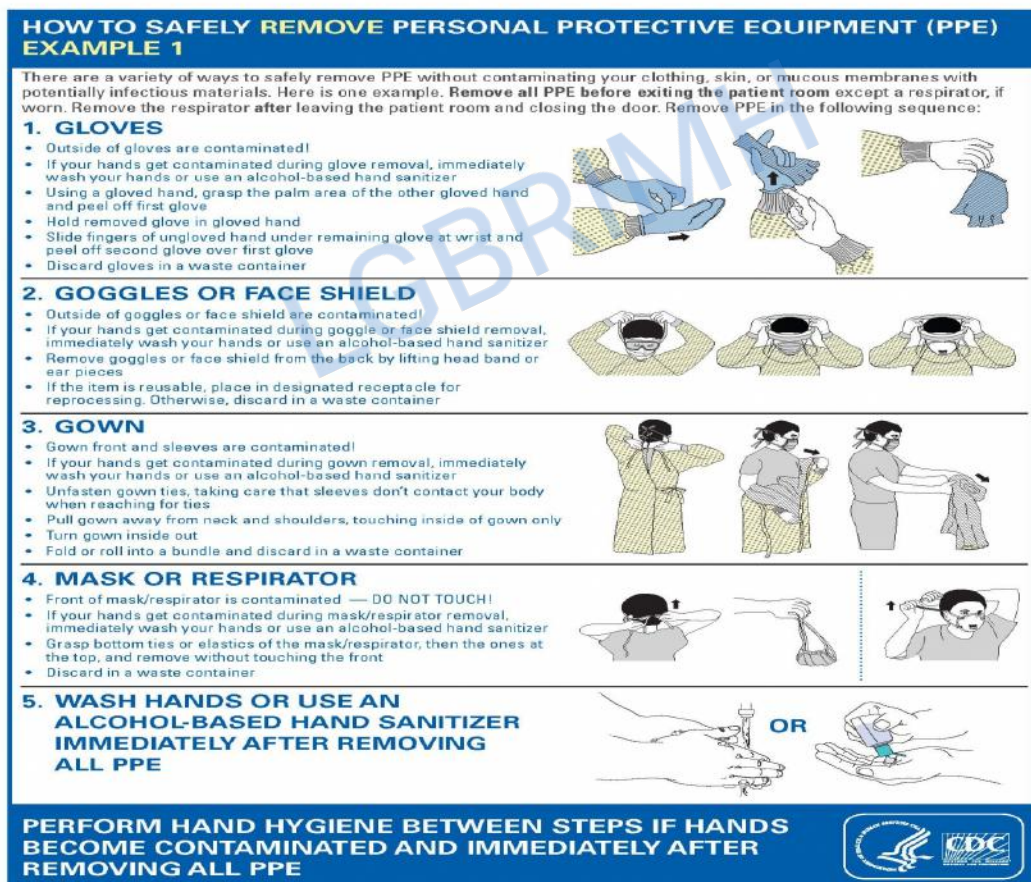 HOW TO SAFELY REMOVE PERSONAL PROTECTIVE EQUIPMENT (PPE)
EXAMPLE 1
There are a variety of ways to safely remove PPE without contaminating your clothing, skin, or mucous membranes with
potentially infectious materials. Here is one example. Remove all PPE before exiting the patient room except a respirator, if
worn. Remove the respirator after leaving the patient room and closing the door. Remove PPE in the following sequence:
1. GLOVES
• Outside of gloves are contaminated!
• If your hands get contaminated during glove removal, immediately
wash your hands or use an alcohol-based hand sanitizer
• Using a gloved hand, grasp the palm area of the other gloved hand
and peel off first glove
• Hold removed glove in gloved hand
• Slide fingers of ungloved hand under remaining glove at wrist and
peel off second glove over first glove
• Discard gloves in a waste container
2. GOGGLES OR FACE SHIELD
• Outside of goggles or face shield are contaminated!
• If your hands get contaminated during goggle or face shield removal,
immediately wash your hands or use an alcohol-based hand sanitizer
• Remove goggles or face shield from the back by lifting head band or
ear pieces
• If the item is reusable, place in designated receptacle for
reprocessing. Otherwise, discard in a waste container
3. GOWN
• Gown front and sleeves are contaminated!
• If your hands get contaminated during gown removal, immediately
wash your hands or use an alcohol-based hand sanitizer
• Unfasten gown ties, taking care that sleeves don't contact your body
when reaching for ties
• Pull gown away from neck and shoulders, touching inside of gown only
• Turn gown inside out
• Fold or roll into a bundle and discard in a waste container
4. MASK OR RESPIRATOR
• Front of mask/respirator is contaminated — DO NOT TOUCH!
• If your hands get contaminated during mask/respirator removal,
immediately wash your hands or use an alcohol-based hand sanitizer
• Grasp bottom ties or elastics of the mask/respirator, then the ones at
the top, and remove without touching the front
• Discard in a waste container
5. WASH HANDS OR USE AN
ALCOHOL-BASED HAND SANITIZER
IMMEDIATELY AFTER REMOVING
ALL PPE
OR
PERFORM HAND HYGIENE BETWEEN STEPS IF HANDS
BECOME CONTAMINATED AND IMMEDIATELY AFTER
REMOVING ALL PPE
CDC
LGBRIMH